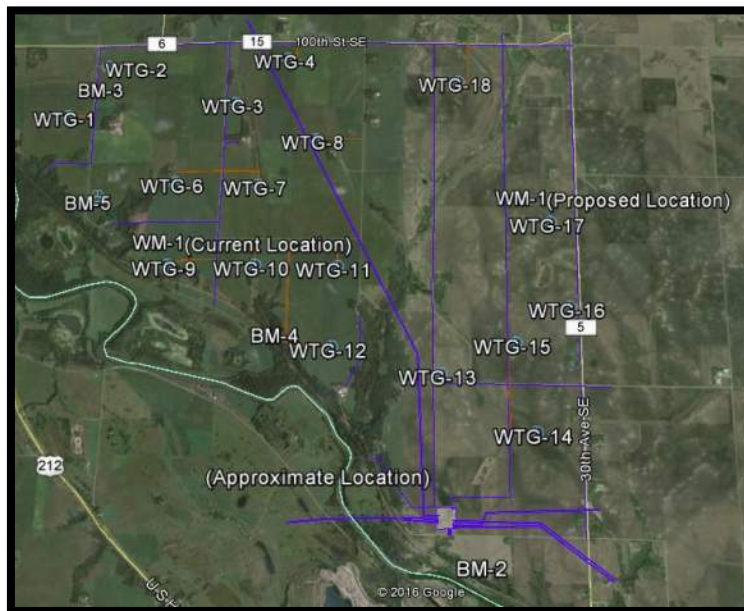 6
15
100th St SE
WTG-2
WTG-4
BM-3
WTG-18
WTG-3
WTG-1
WTG-8
WTG-6
WTG-7
BM-5
WM-1(Proposed Location)
WTG-17
WM-1(Current Location)
WTG-9
WTG-10
WTG-11
WTG-16
5
BM-4
WTG-12
WTG-15
WTG-13
WTG-14
30th Ave SE
212
(Approximate Location)
BM-2
U S H
© 2016 Google